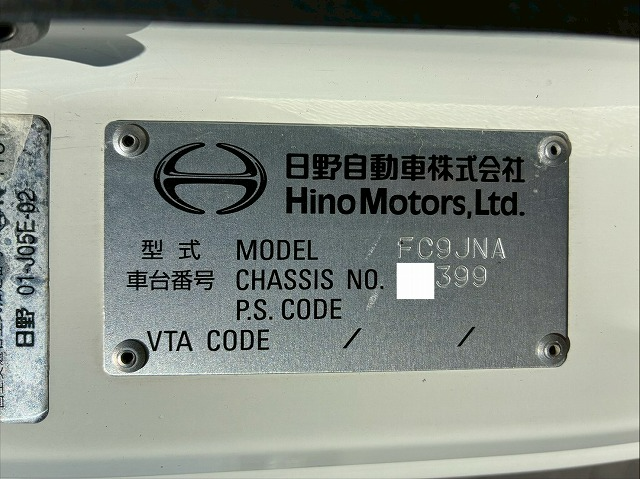 日野自動車株式会社
Hino Motors, Ltd.
型式 MODEL FC9JNA
車台番号 CHASSIS NO. 399
P.S. CODE
VTA CODE / /
日野 01-J05E-02